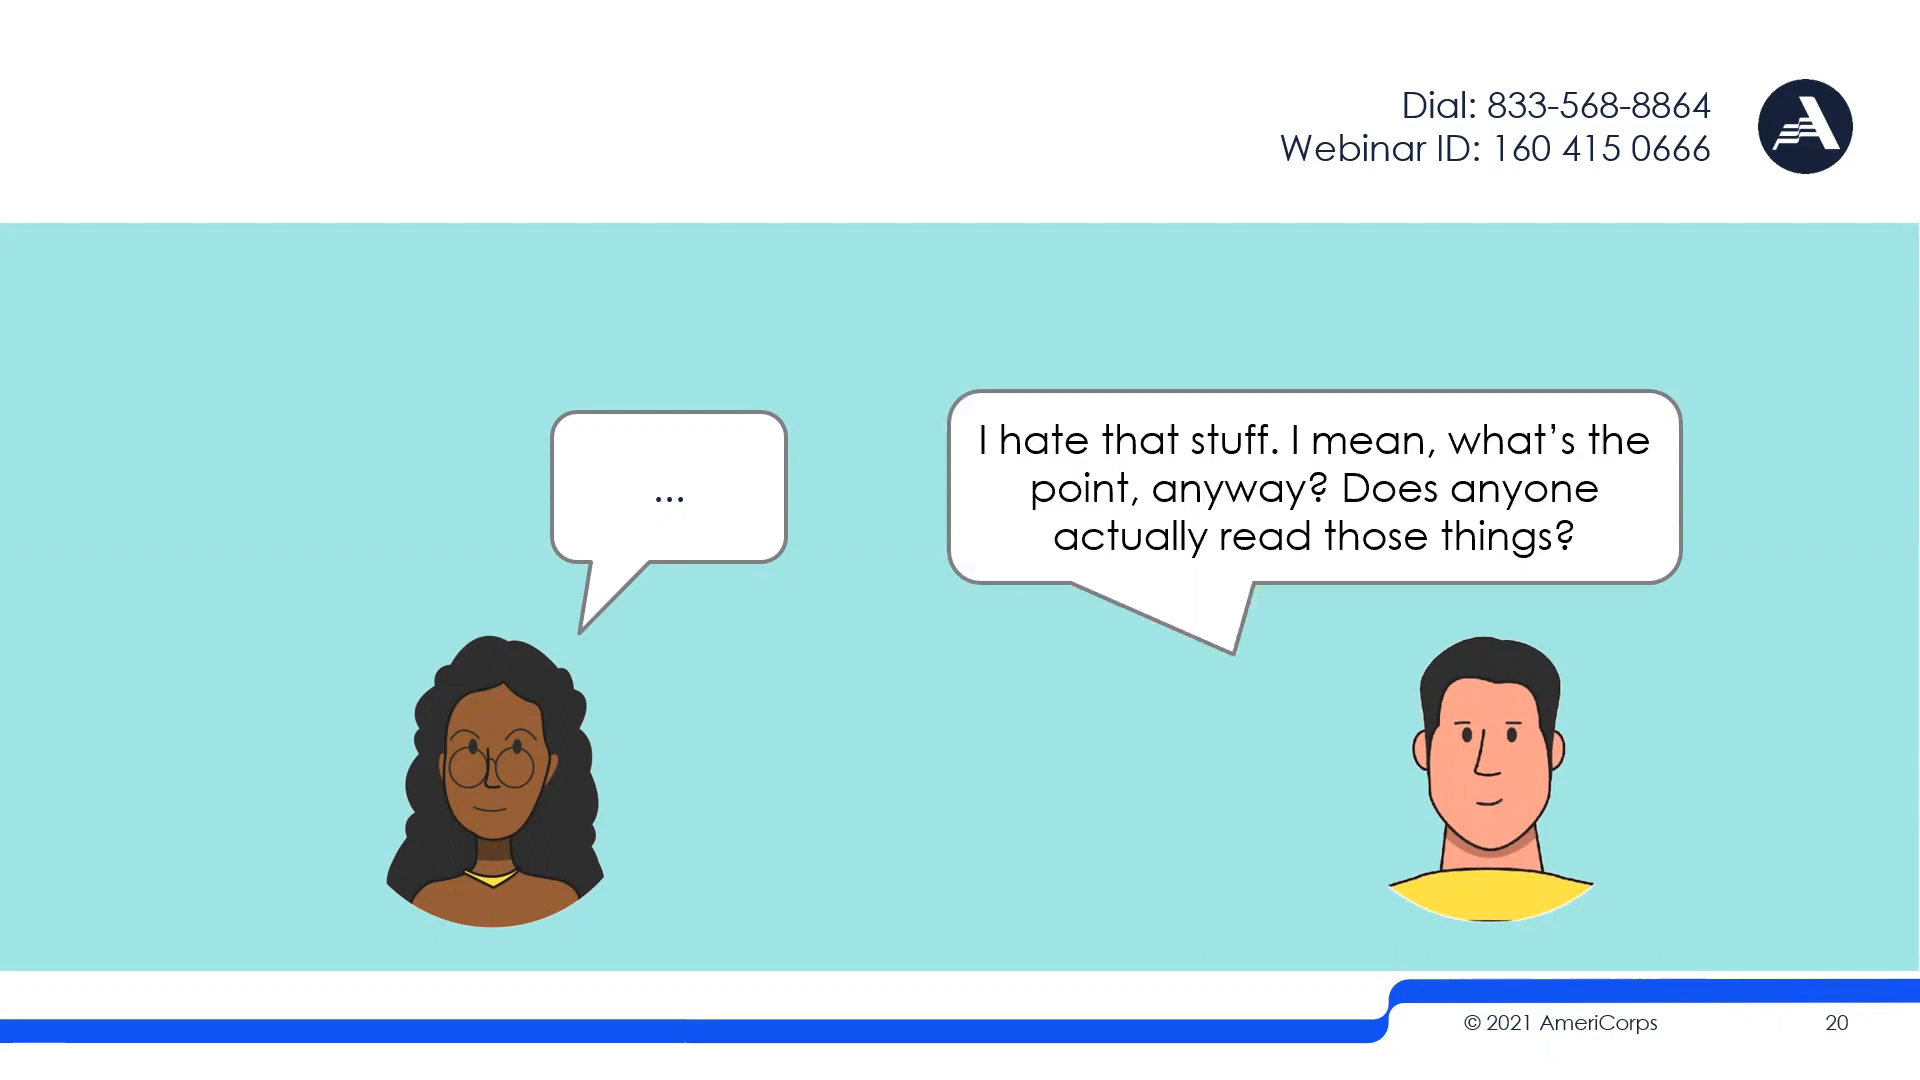 Dial: 833-568-8864
Webinar ID: 160 415 0666
...
I hate that stuff. I mean, what’s the
point, anyway? Does anyone
actually read those things?
© 2021 AmeriCorps
20